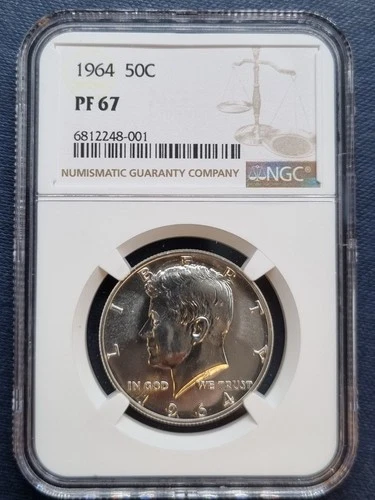 1964 50C
PF 67
6812248-001
NUMISMATIC GUARANTY COMPANY
NGC®
LIBERTY
IN GOD WE TRUST
1964